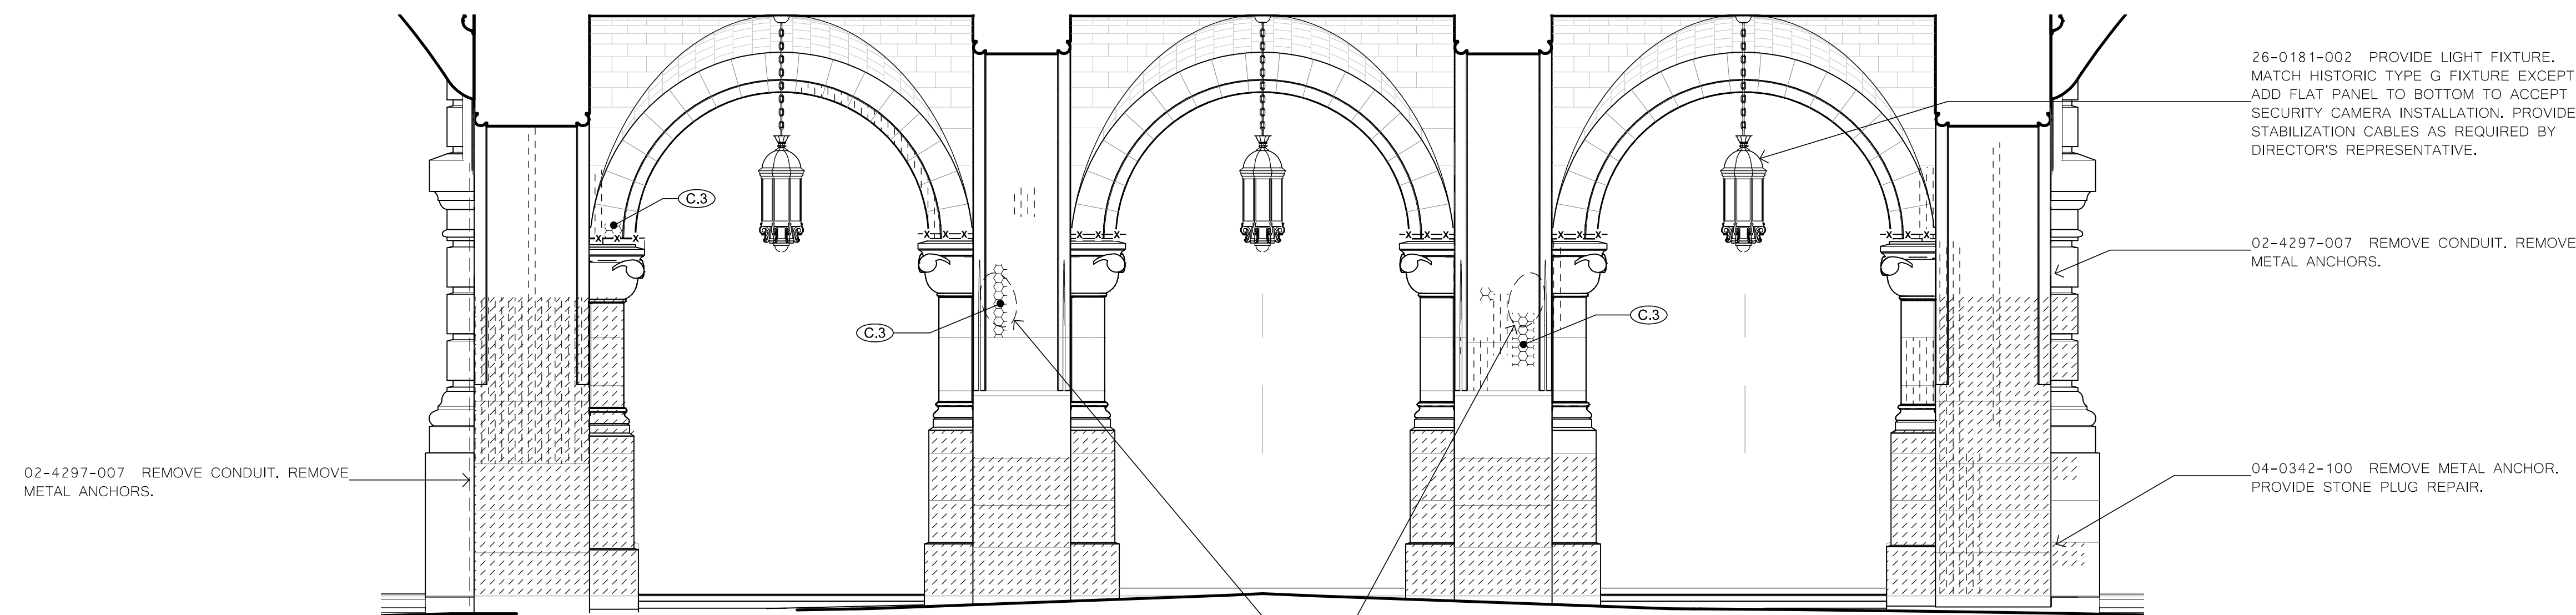 26-0181-002 PROVIDE LIGHT FIXTURE.
MATCH HISTORIC TYPE G FIXTURE EXCEPT
ADD FLAT PANEL TO BOTTOM TO ACCEPT
SECURITY CAMERA INSTALLATION. PROVIDE
STABILIZATION CABLES AS REQUIRED BY
DIRECTOR'S REPRESENTATIVE.
C.3
02-4297-007 REMOVE CONDUIT. REMOVE
METAL ANCHORS.
C.3
C.3
02-4297-007 REMOVE CONDUIT. REMOVE
METAL ANCHORS.
04-0342-100 REMOVE METAL ANCHOR.
PROVIDE STONE PLUG REPAIR.